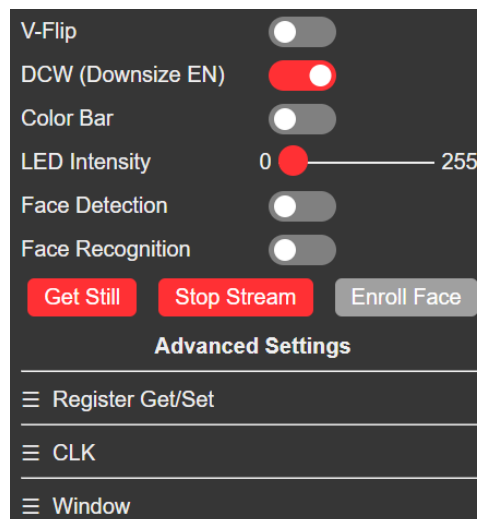 V-Flip
DCW (Downsize EN)
Color Bar
LED Intensity 0 255
Face Detection
Face Recognition
Get Still Stop Stream Enroll Face
Advanced Settings
☰ Register Get/Set
☰ CLK
☰ Window